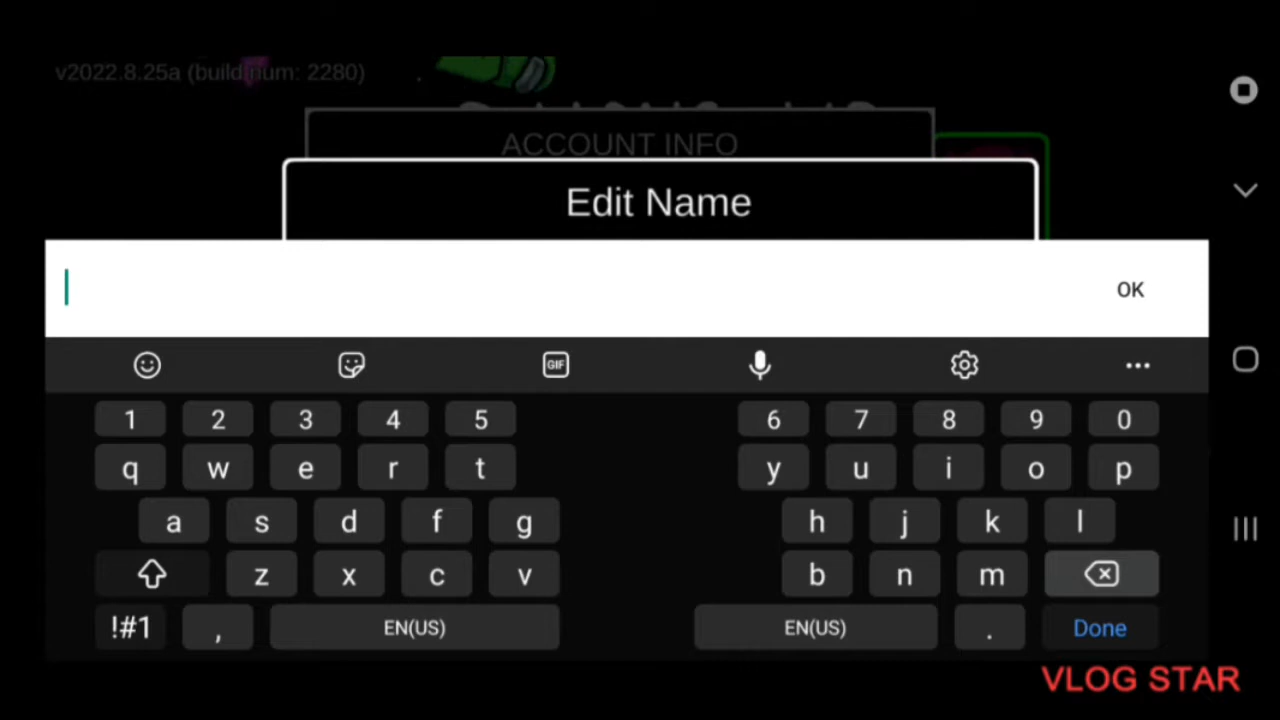 v2022.8.25a (build num: 2280)
ACCOUNT INFO
Edit Name
OK
GIF
1 2 3 4 5 6 7 8 9 0
q w e r t y u i o p
a s d f g h j k l
z x c v b n m
!#1 , EN(US) EN(US) . Done
VLOG STAR